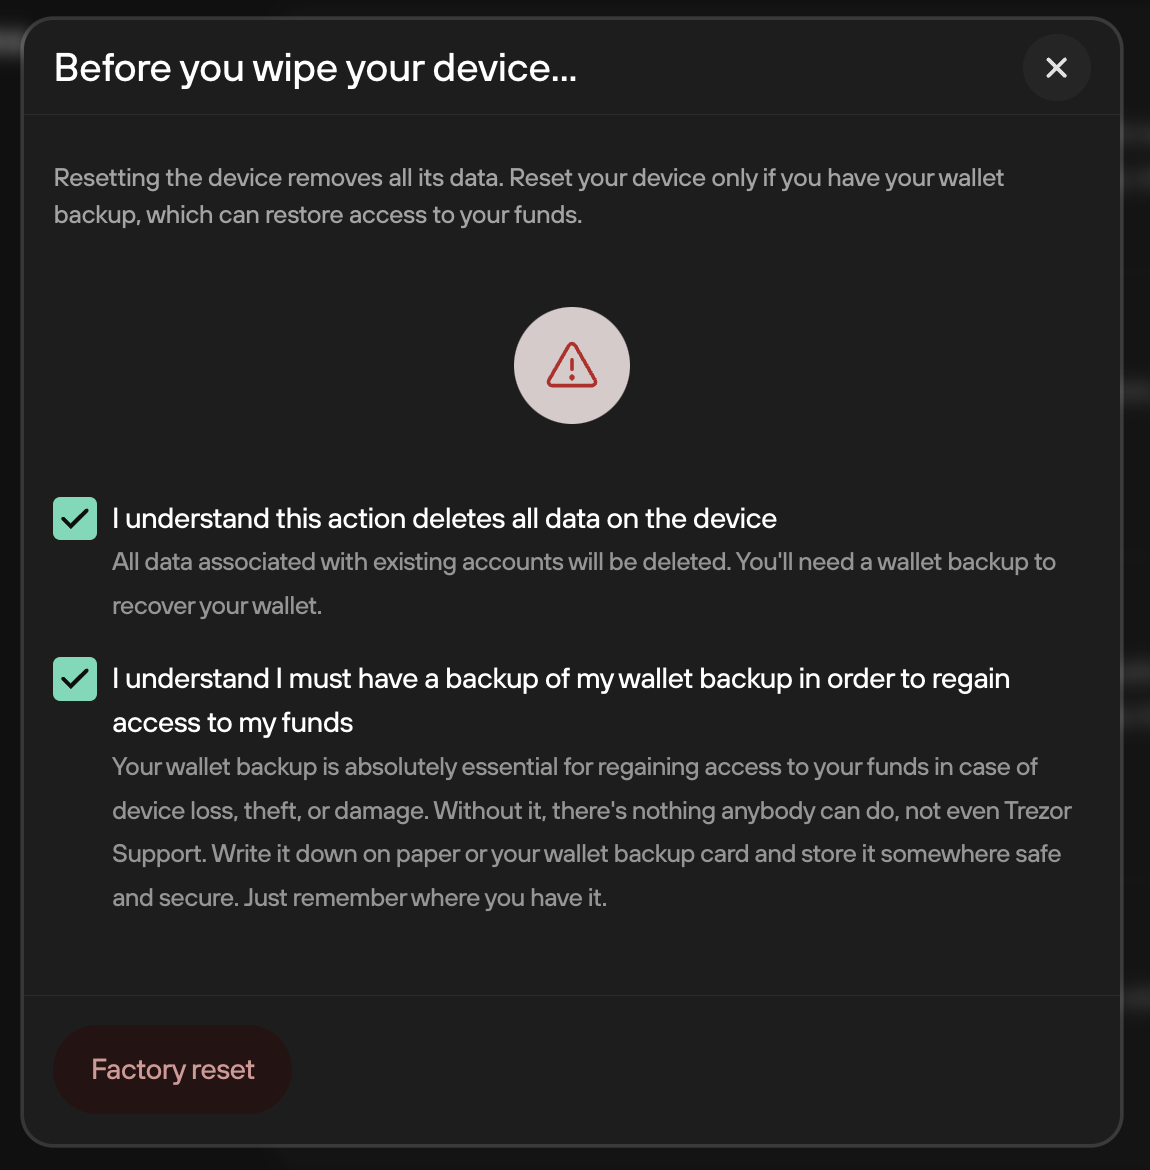 Before you wipe your device...
Resetting the device removes all its data. Reset your device only if you have your wallet
backup, which can restore access to your funds.
I understand this action deletes all data on the device
All data associated with existing accounts will be deleted. You'll need a wallet backup to
recover your wallet.
I understand I must have a backup of my wallet backup in order to regain
access to my funds
Your wallet backup is absolutely essential for regaining access to your funds in case of
device loss, theft, or damage. Without it, there's nothing anybody can do, not even Trezor
Support. Write it down on paper or your wallet backup card and store it somewhere safe
and secure. Just remember where you have it.
Factory reset